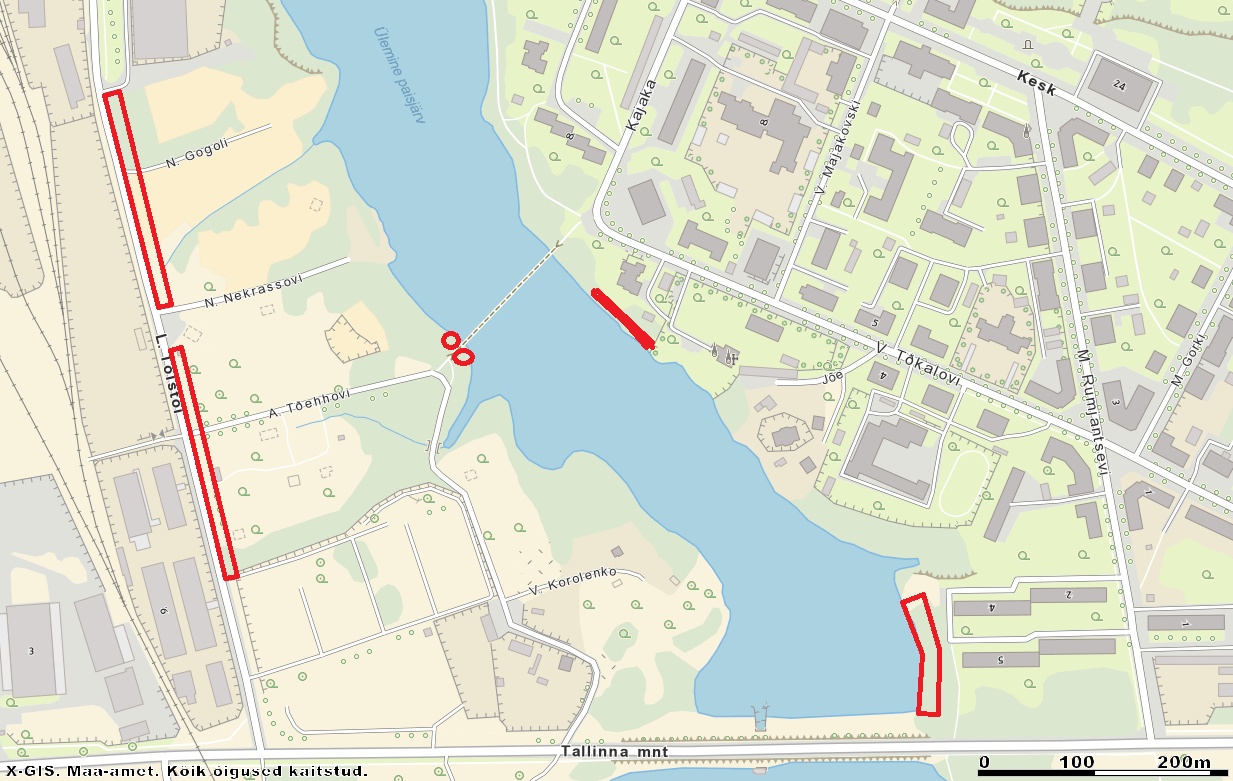 Ülemine paisjärv
Kesk
24
Kajaka
8
8
V. Majakovski
N. Gogoli
N. Nekrassovi
L. Tolstoi
A. Tõehhovi
5
V. Tõkalovi
Jõe
4
M. Rumjantsevi
M. Gorki
3
1
V. Korolenko
6
3
2
4
1
5
Tallinna mnt
X-GIS. Maa-amet. Kõik õigused kaitstud.
0 100 200m